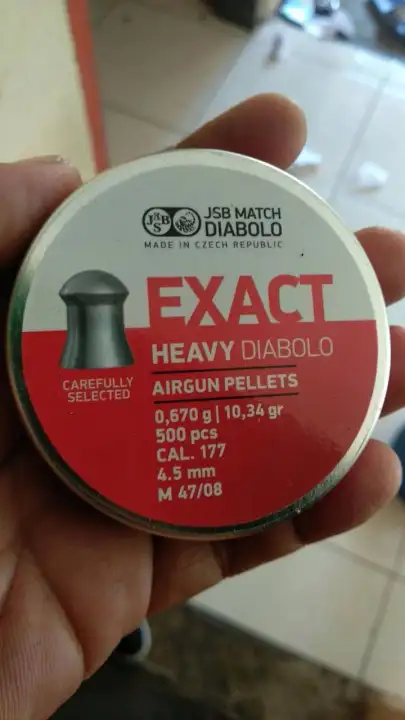 JSB
JSB MATCH
DIABOLO
MADE IN CZECH REPUBLIC
EXACT
HEAVY DIABOLO
CAREFULLY
SELECTED
AIRGUN PELLETS
0,670 g | 10,34 gr
500 pcs
CAL. 177
4.5 mm
M 47/08